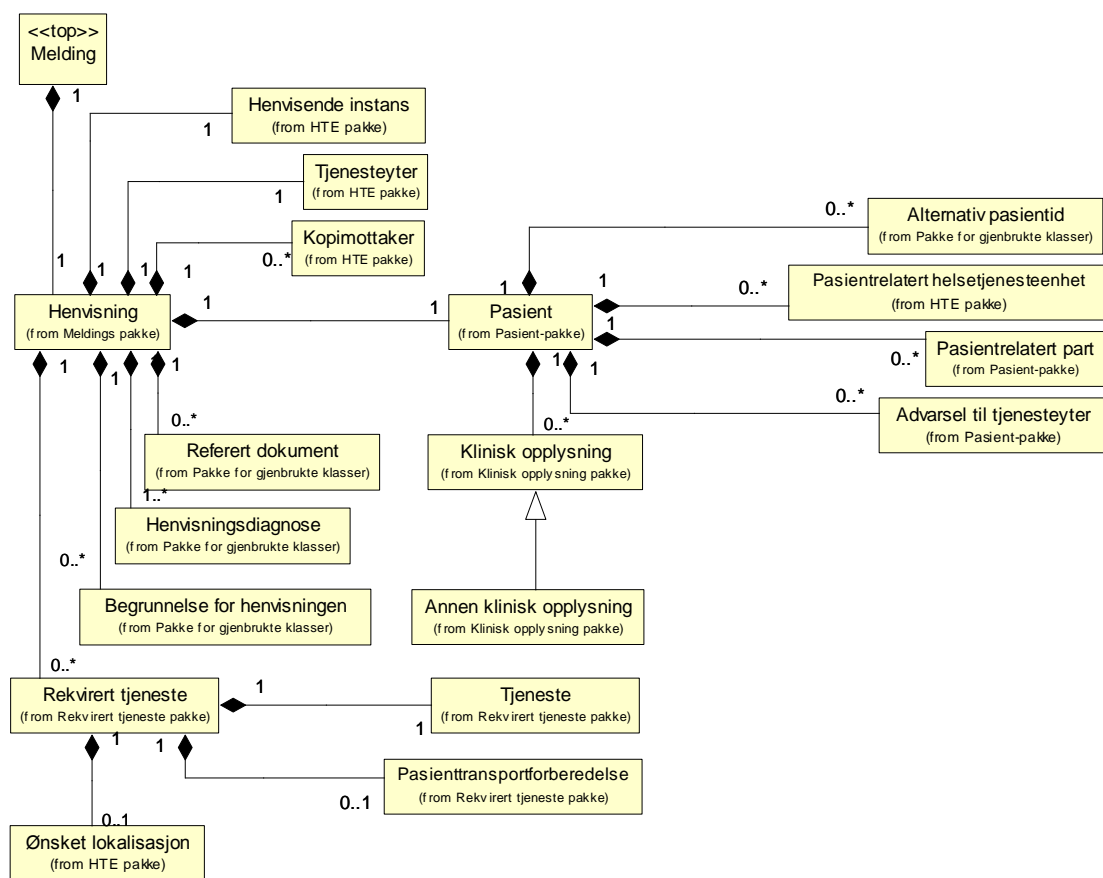 <<top>>
Melding
1
Henvisende instans
(from HTE pakke)
1
Tjenesteyter
(from HTE pakke)
1
Kopimottaker
(from HTE pakke)
0..*
1
1
1
1
Henvisning
(from Meldings pakke)
1
1
Pasient
(from Pasient-pakke)
1
0..*
Alternativ pasientid
(from Pakke for gjenbrukte klasser)
1
0..*
Pasientrelatert helsetjenesteenhet
(from HTE pakke)
1
0..*
Pasientrelatert part
(from Pasient-pakke)
1
0..*
Advarsel til tjenesteyter
(from Pasient-pakke)
1
0..*
Klinisk opplysning
(from Klinisk opplysning pakke)
Annen klinisk opplysning
(from Klinisk opplysning pakke)
1
1
1
1
0..*
Referert dokument
(from Pakke for gjenbrukte klasser)
1..*
Henvisningsdiagnose
(from Pakke for gjenbrukte klasser)
0..*
Begrunnelse for henvisningen
(from Pakke for gjenbrukte klasser)
0..*
Rekvirert tjeneste
(from Rekvirert tjeneste pakke)
1
1
Tjeneste
(from Rekvirert tjeneste pakke)
1
1
0..1
Pasienttransportforberedelse
(from Rekvirert tjeneste pakke)
0..1
Ønsket lokalisasjon
(from HTE pakke)